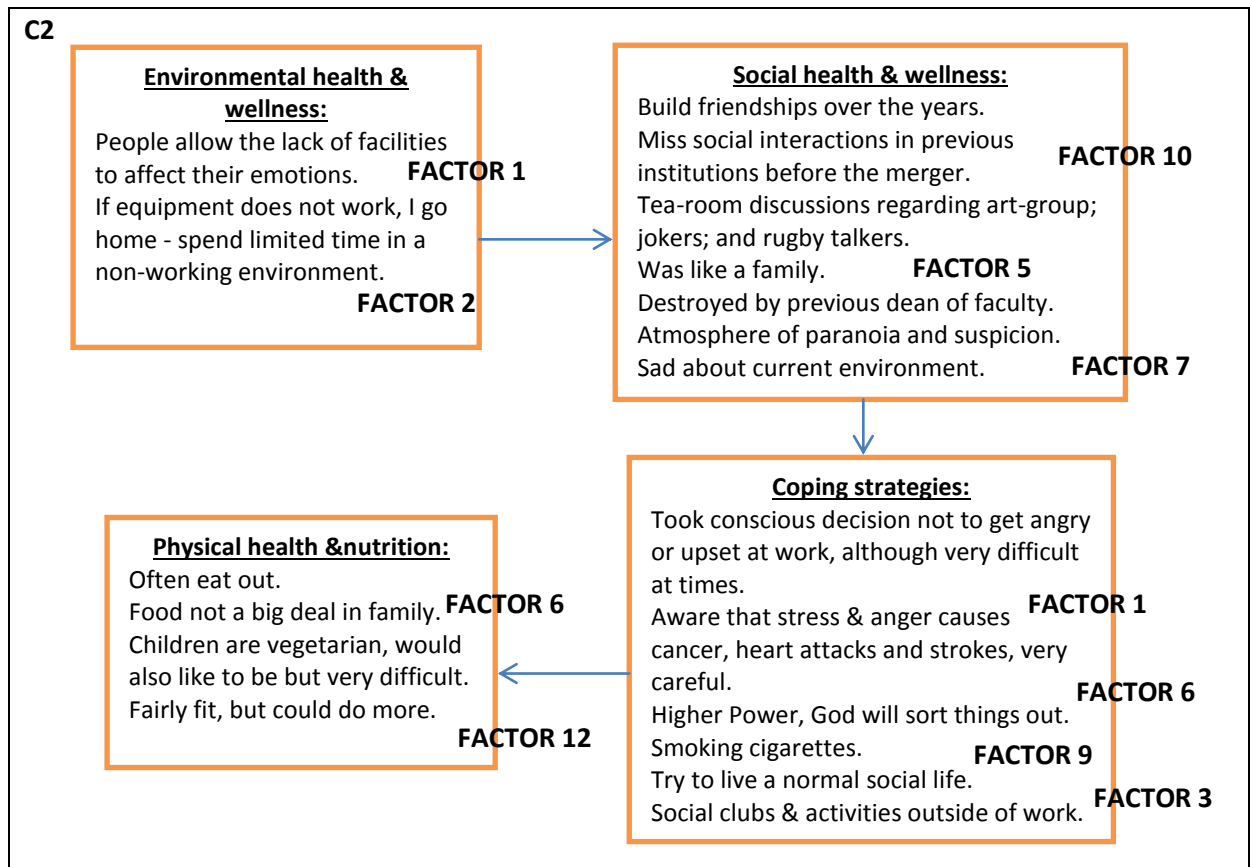 C2
Environmental health &
wellness:
People allow the lack of facilities
to affect their emotions.
FACTOR 1
If equipment does not work, I go
home - spend limited time in a
non-working environment.
FACTOR 2
Social health & wellness:
Build friendships over the years.
Miss social interactions in previous
FACTOR 10
institutions before the merger.
Tea-room discussions regarding art-group;
jokers; and rugby talkers.
Was like a family.
FACTOR 5
Destroyed by previous dean of faculty.
Atmosphere of paranoia and suspicion.
Sad about current environment.
FACTOR 7
Coping strategies:
Took conscious decision not to get angry
or upset at work, although very difficult
at times.
FACTOR 1
Aware that stress & anger causes
cancer, heart attacks and strokes, very
careful.
FACTOR 6
Higher Power, God will sort things out.
Smoking cigarettes.
FACTOR 9
Try to live a normal social life.
FACTOR 3
Social clubs & activities outside of work.
Physical health &nutrition:
Often eat out.
Food not a big deal in family.
FACTOR 6
Children are vegetarian, would
also like to be but very difficult.
Fairly fit, but could do more.
FACTOR 12